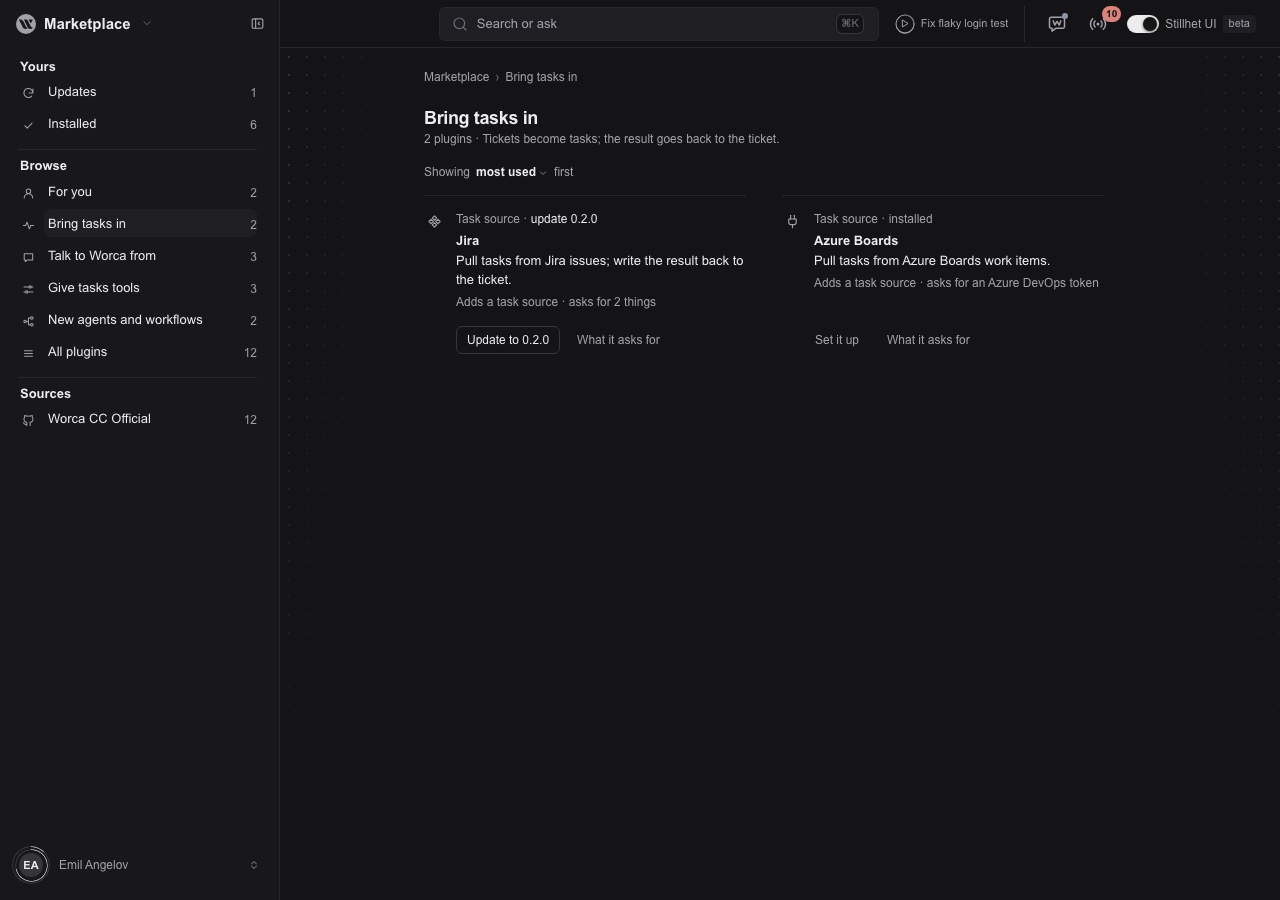 Marketplace
Search or ask
⌘K
Fix flaky login test
10
Stillhet UI
beta
Yours
Updates 1
Installed 6
Browse
For you 2
Bring tasks in 2
Talk to Worca from 3
Give tasks tools 3
New agents and workflows 2
All plugins 12
Sources
Worca CC Official 12
EA
Emil Angelov
Marketplace › Bring tasks in
Bring tasks in
2 plugins · Tickets become tasks; the result goes back to the ticket.
Showing most used first
Task source · update 0.2.0
Jira
Pull tasks from Jira issues; write the result back to
the ticket.
Adds a task source · asks for 2 things
Update to 0.2.0
What it asks for
Task source · installed
Azure Boards
Pull tasks from Azure Boards work items.
Adds a task source · asks for an Azure DevOps token
Set it up
What it asks for